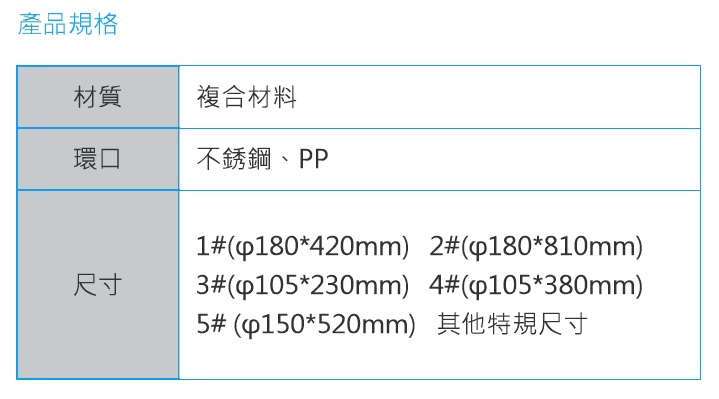 產品規格
材質 複合材料
環口 不銹鋼、PP
尺寸
1#(φ180*420mm) 2#(φ180*810mm)
3#(φ105*230mm) 4#(φ105*380mm)
5# (φ150*520mm) 其他特規尺寸